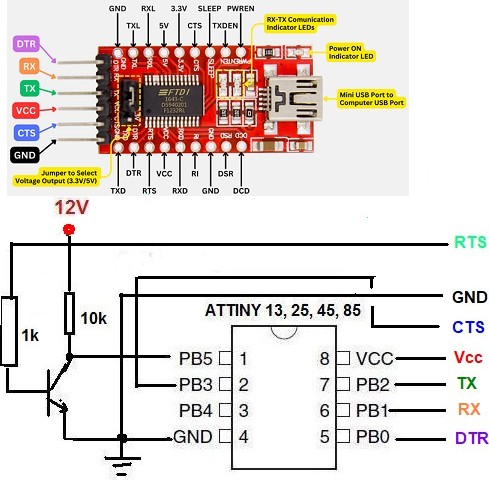 GND RXL 3.3V SLEEP PWREN
TXL 5V CTS TXDEN
RX-TX Comunication
Indicator LEDs
DTR
RX
TX
VCC
CTS
GND
Power ON
Indicator LED
FTDI
Mini USB Port to
Computer USB Port
Jumper to Select
Voltage Output (3.3V/5V)
DTR VCC RI DSR
TXD RTS RXD GND DCD
12V
RTS
GND
CTS
ATTINY 13, 25, 45, 85
1k
10k
PB5 1 8 VCC Vcc
PB3 2 7 PB2 TX
PB4 3 6 PB1 RX
GND 4 5 PB0 DTR